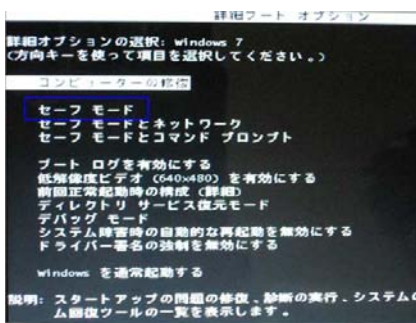 詳細ブート オプション
詳細オプションの選択: Windows 7
(方向キーを使って項目を選択してください。)
コンピューターの修復
セーフ モード
セーフ モードとネットワーク
セーフ モードとコマンド プロンプト
ブート ログを有効にする
低解像度ビデオ (640x480) を有効にする
前回正常起動時の構成 (詳細)
ディレクトリ サービス復元モード
デバッグ モード
システム障害時の自動的な再起動を無効にする
ドライバー署名の強制を無効にする
Windows を通常起動する
説明: スタートアップの問題の修復、診断の実行、システムの
ム回復ツールの一覧を表示します。